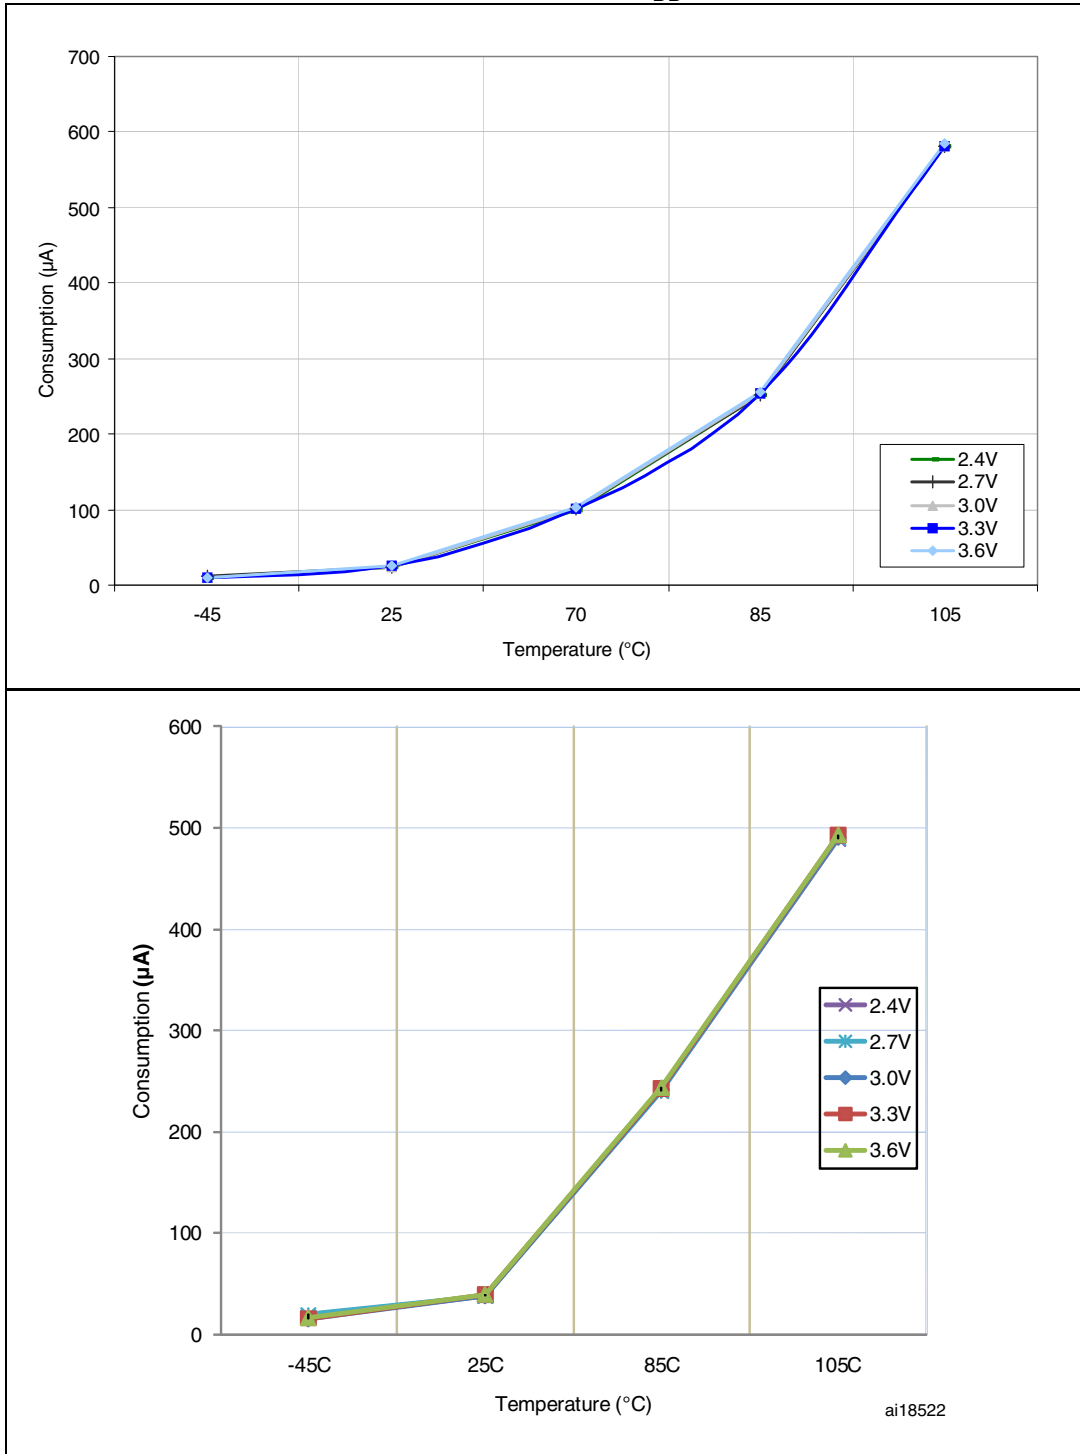 700
600
500
400
300
200
100
0
Consumption (µA)
-45 25 70 85 105
Temperature (°C)
2.4V
2.7V
3.0V
3.3V
3.6V
600
500
400
300
200
100
0
Consumption (µA)
-45C 25C 85C 105C
Temperature (°C)
2.4V
2.7V
3.0V
3.3V
3.6V
ai18522